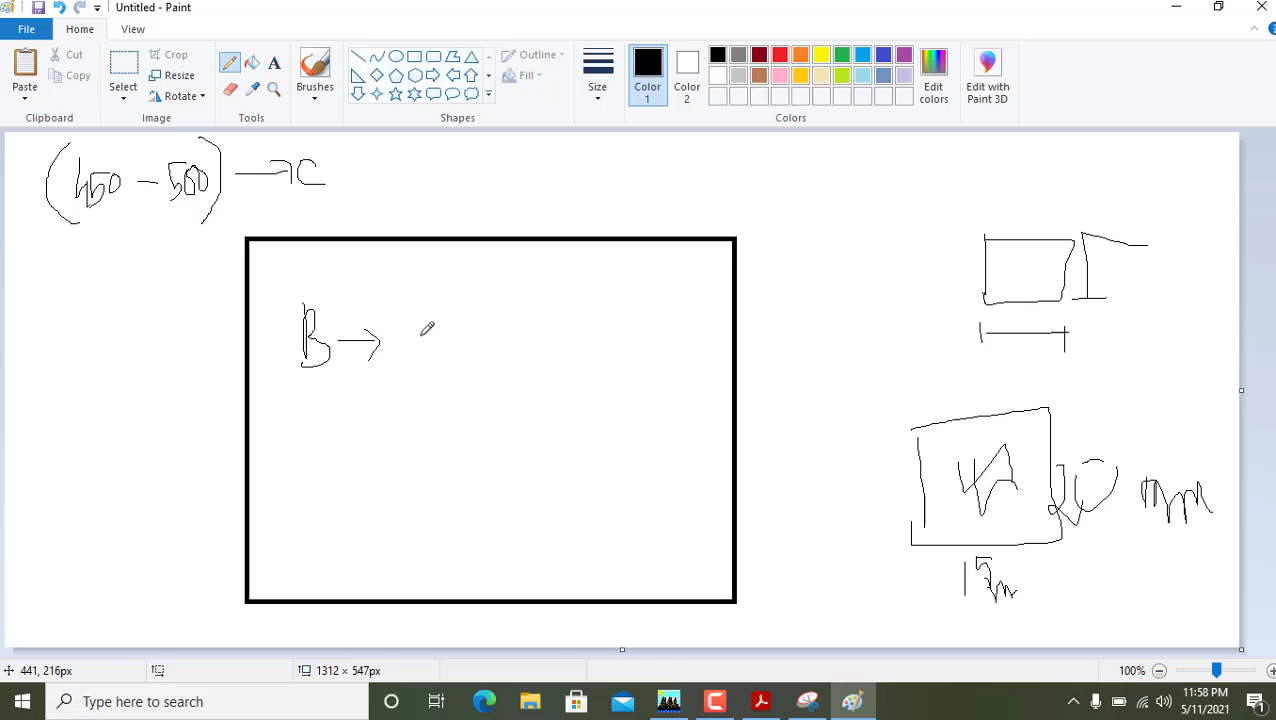 Untitled - Paint
File
Home
View
Paste
Cut
Copy
Clipboard
Select
Crop
Resize
Rotate
Image
Tools
Brushes
Shapes
Outline
Fill
Size
Color 1
Color 2
Colors
Edit colors
Edit with Paint 3D
(450 - 500)
B →
441, 216px
1312 × 547px
100%
Type here to search
11:58 PM
5/11/2021